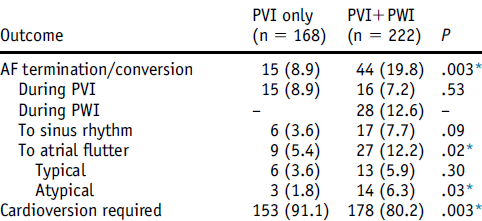 PVI only PVI+PWI
Outcome (n = 168) (n = 222) P
AF termination/conversion 15 (8.9) 44 (19.8) .003*
During PVI 15 (8.9) 16 (7.2) .53
During PWI – 28 (12.6) –
To sinus rhythm 6 (3.6) 17 (7.7) .09
To atrial flutter 9 (5.4) 27 (12.2) .02*
Typical 6 (3.6) 13 (5.9) .30
Atypical 3 (1.8) 14 (6.3) .03*
Cardioversion required 153 (91.1) 178 (80.2) .003*